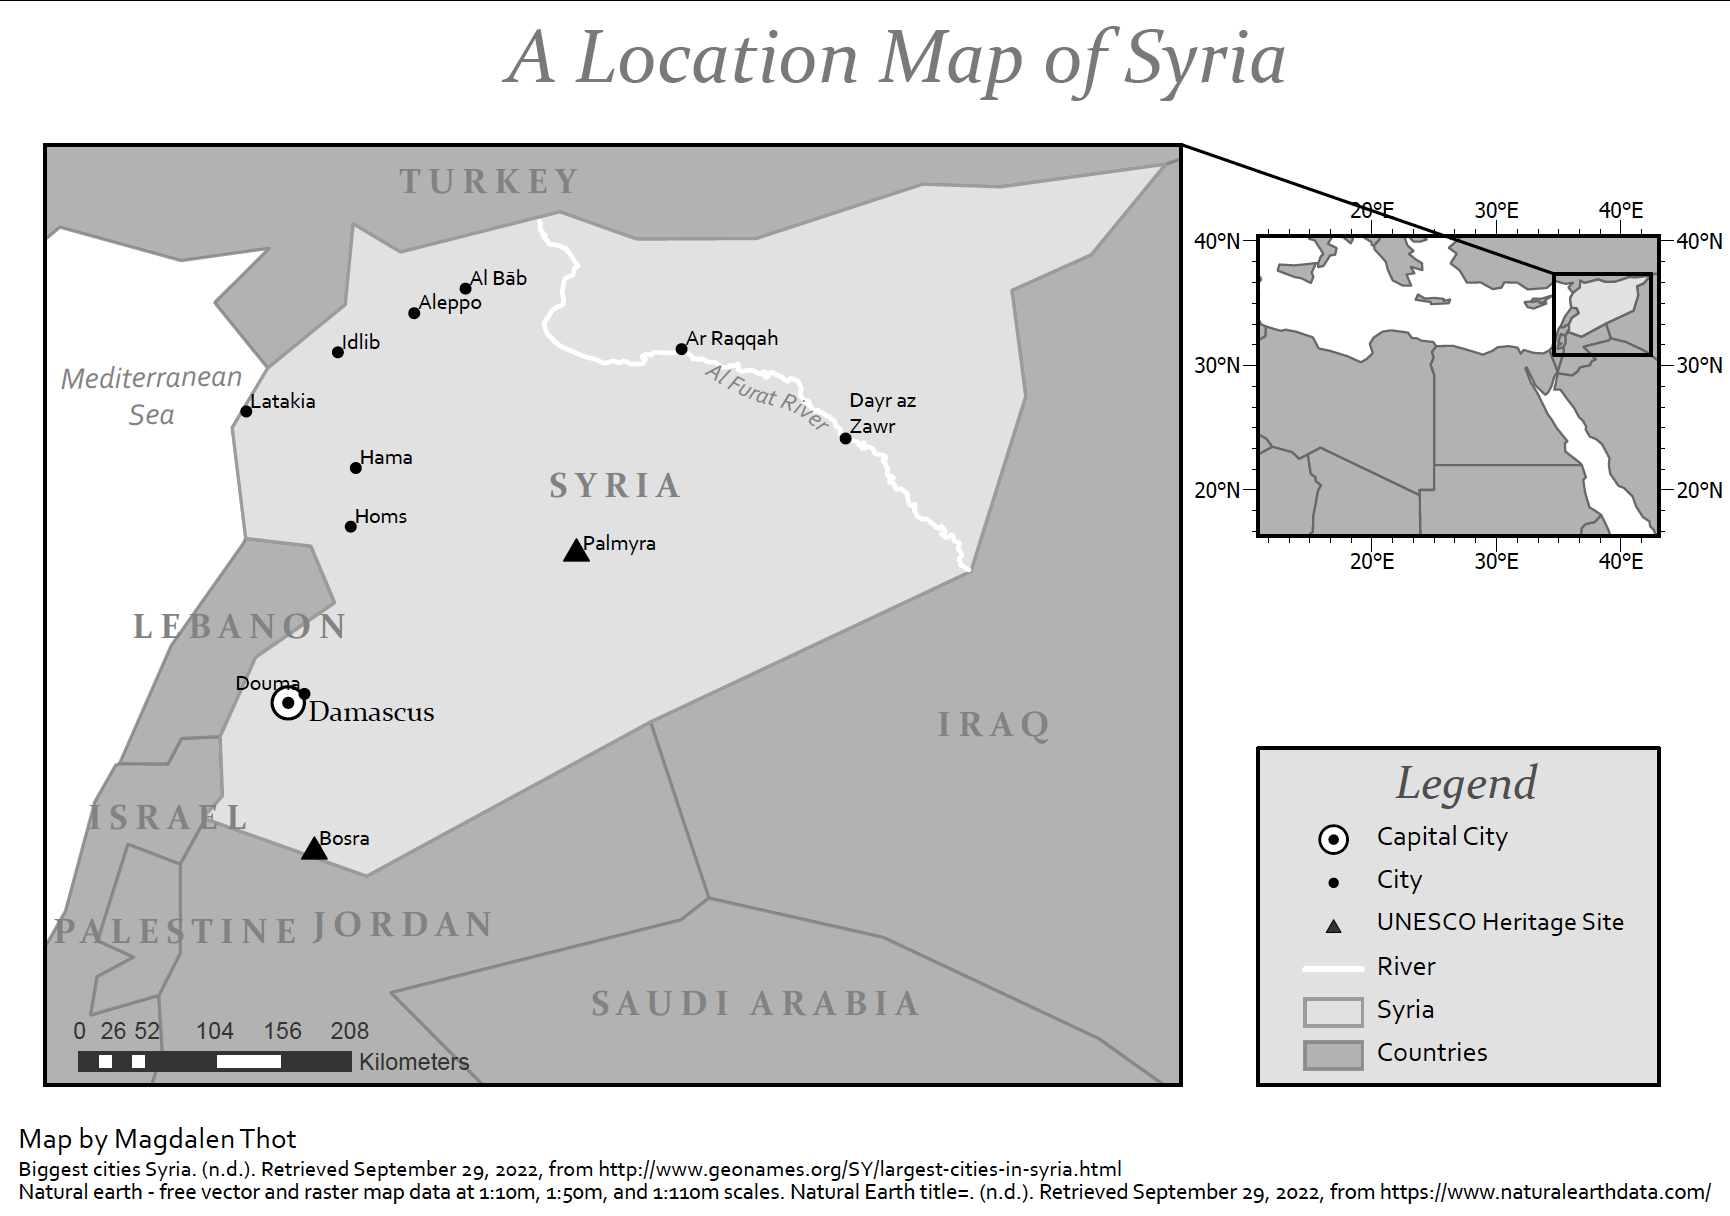 A Location Map of Syria
TURKEY
Al Bāb
Aleppo
Idlib
Ar Raqqah
Mediterranean
Sea
Al Furat River
Latakia
Dayr az
Zawr
Hama
SYRIA
Homs
Palmyra
LEBANON
Douma
Damascus
IRAQ
ISRAEL
Bosra
PALESTINE
JORDAN
SAUDI ARABIA
0 26 52 104 156 208
Kilometers
20°E 30°E 40°E
40°N 40°N
30°N 30°N
20°N 20°N
20°E 30°E 40°E
Legend
Capital City
City
UNESCO Heritage Site
River
Syria
Countries
Map by Magdalen Thot
Biggest cities Syria. (n.d.). Retrieved September 29, 2022, from http://www.geonames.org/SY/largest-cities-in-syria.html
Natural earth - free vector and raster map data at 1:10m, 1:50m, and 1:110m scales. Natural Earth title=. (n.d.). Retrieved September 29, 2022, from https://www.naturalearthdata.com/